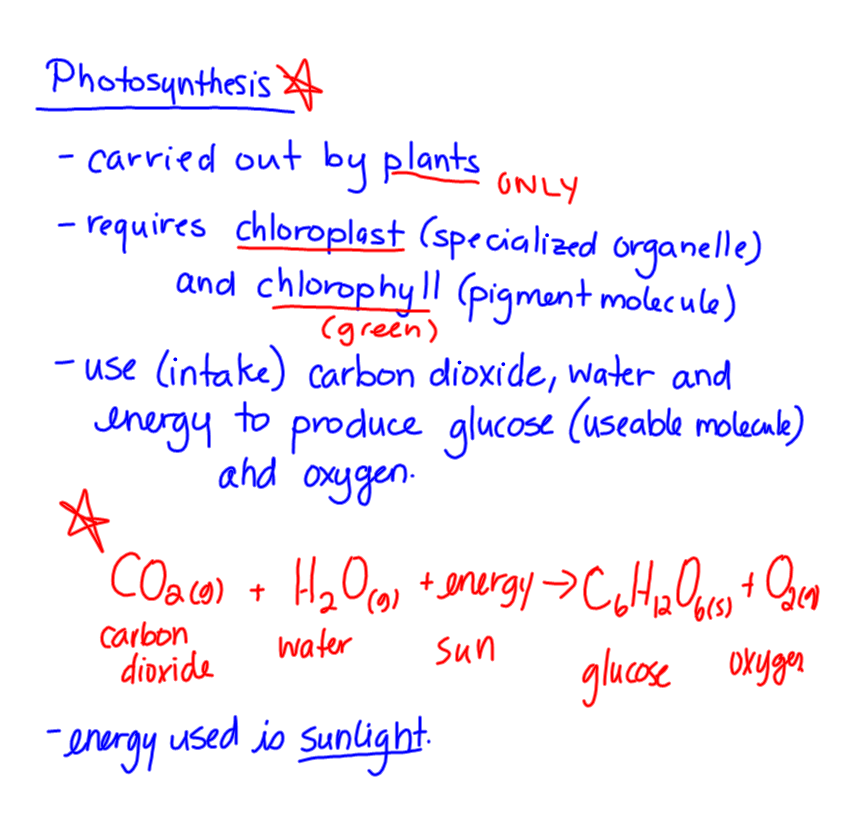 Photosynthesis
- carried out by plants ONLY
- requires chloroplast (specialized organelle)
and chlorophyll (pigment molecule)
(green)
- use (intake) carbon dioxide, water and
energy to produce glucose (useable molecule)
and oxygen.
CO₂(g) + H₂O(g) + energy → C₆H₁₂O₆(s) + O₂(g)
carbon dioxide water sun glucose oxygen
- energy used is sunlight.